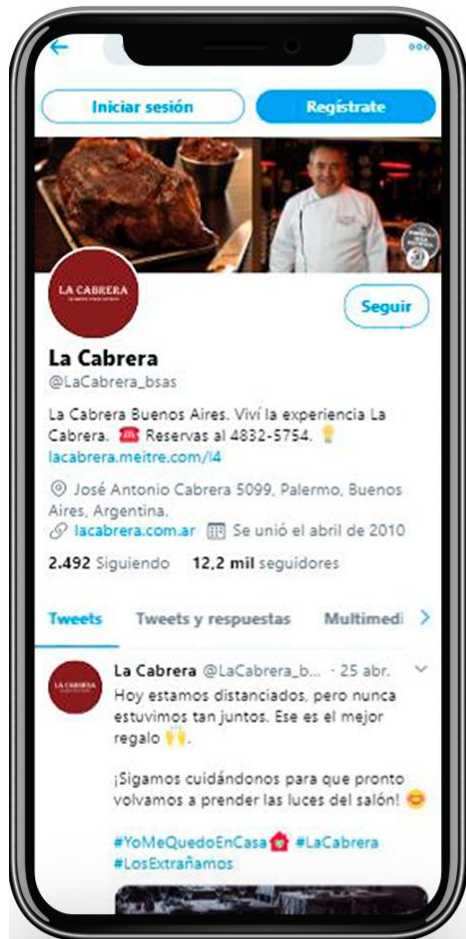 Iniciar sesión
Regístrate
LA CABRERA
Seguir
La Cabrera
@LaCabrera_bsas
La Cabrera Buenos Aires. Viví la experiencia La
Cabrera. ☎️ Reservas al 4832-5754. 💡
lacabrera.meitre.com/l4
José Antonio Cabrera 5099, Palermo, Buenos
Aires, Argentina.
lacabrera.com.ar Se unió el abril de 2010
2.492 Siguiendo 12,2 mil seguidores
Tweets Tweets y respuestas Multimedi
La Cabrera @LaCabrera_b... · 25 abr.
LA CABRERA
Hoy estamos distanciados, pero nunca
estuvimos tan juntos. Ese es el mejor
regalo 🙌.
¡Sigamos cuidándonos para que pronto
volvamos a prender las luces del salón! 😊
#YoMeQuedoEnCasa #LaCabrera
#LosExtrañamos